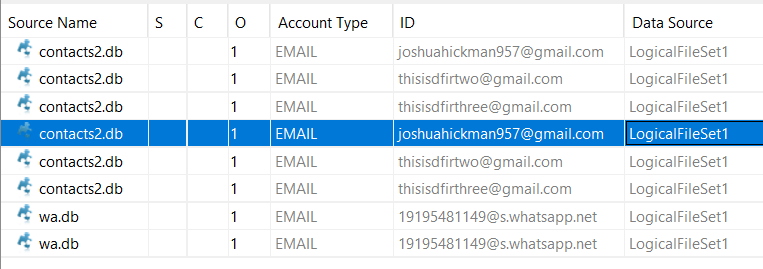 Source Name S C O Account Type ID Data Source
contacts2.db 1 EMAIL joshuahickman957@gmail.com LogicalFileSet1
contacts2.db 1 EMAIL thisisdfirtwo@gmail.com LogicalFileSet1
contacts2.db 1 EMAIL thisisdfirthree@gmail.com LogicalFileSet1
contacts2.db 1 EMAIL joshuahickman957@gmail.com LogicalFileSet1
contacts2.db 1 EMAIL thisisdfirtwo@gmail.com LogicalFileSet1
contacts2.db 1 EMAIL thisisdfirthree@gmail.com LogicalFileSet1
wa.db 1 EMAIL 19195481149@s.whatsapp.net LogicalFileSet1
wa.db 1 EMAIL 19195481149@s.whatsapp.net LogicalFileSet1